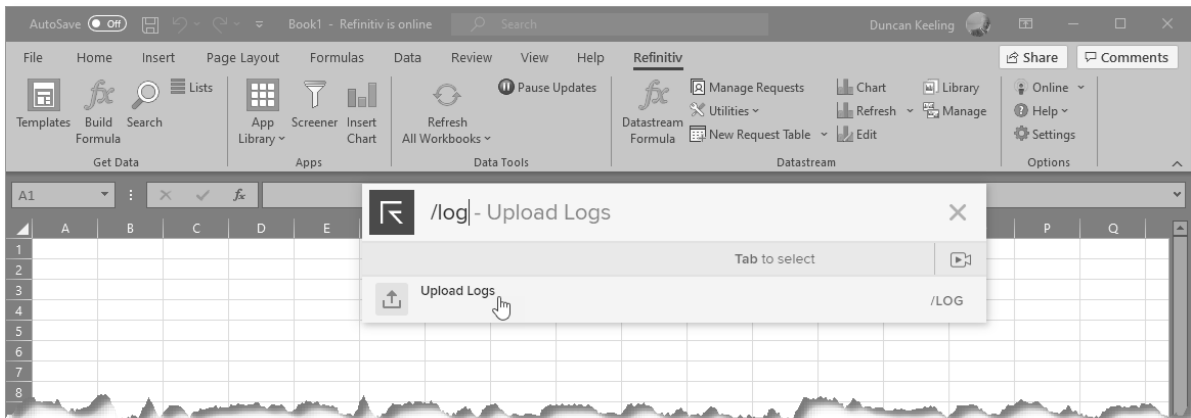 AutoSave Off Book1 - Refinitiv is online Search Duncan Keeling
File Home Insert Page Layout Formulas Data Review View Help Refinitiv Share Comments
Templates
Build Formula
Search
Lists
App Library
Screener
Insert Chart
Refresh All Workbooks
Pause Updates
Datastream Formula
Manage Requests
Utilities
New Request Table
Chart
Refresh
Edit
Library
Manage
Online
Help
Settings
Get Data Apps Data Tools Datastream Options
A1 fx
/log - Upload Logs
A B C D E P Q
Tab to select
Upload Logs /LOG
1
2
3
4
5
6
7
8